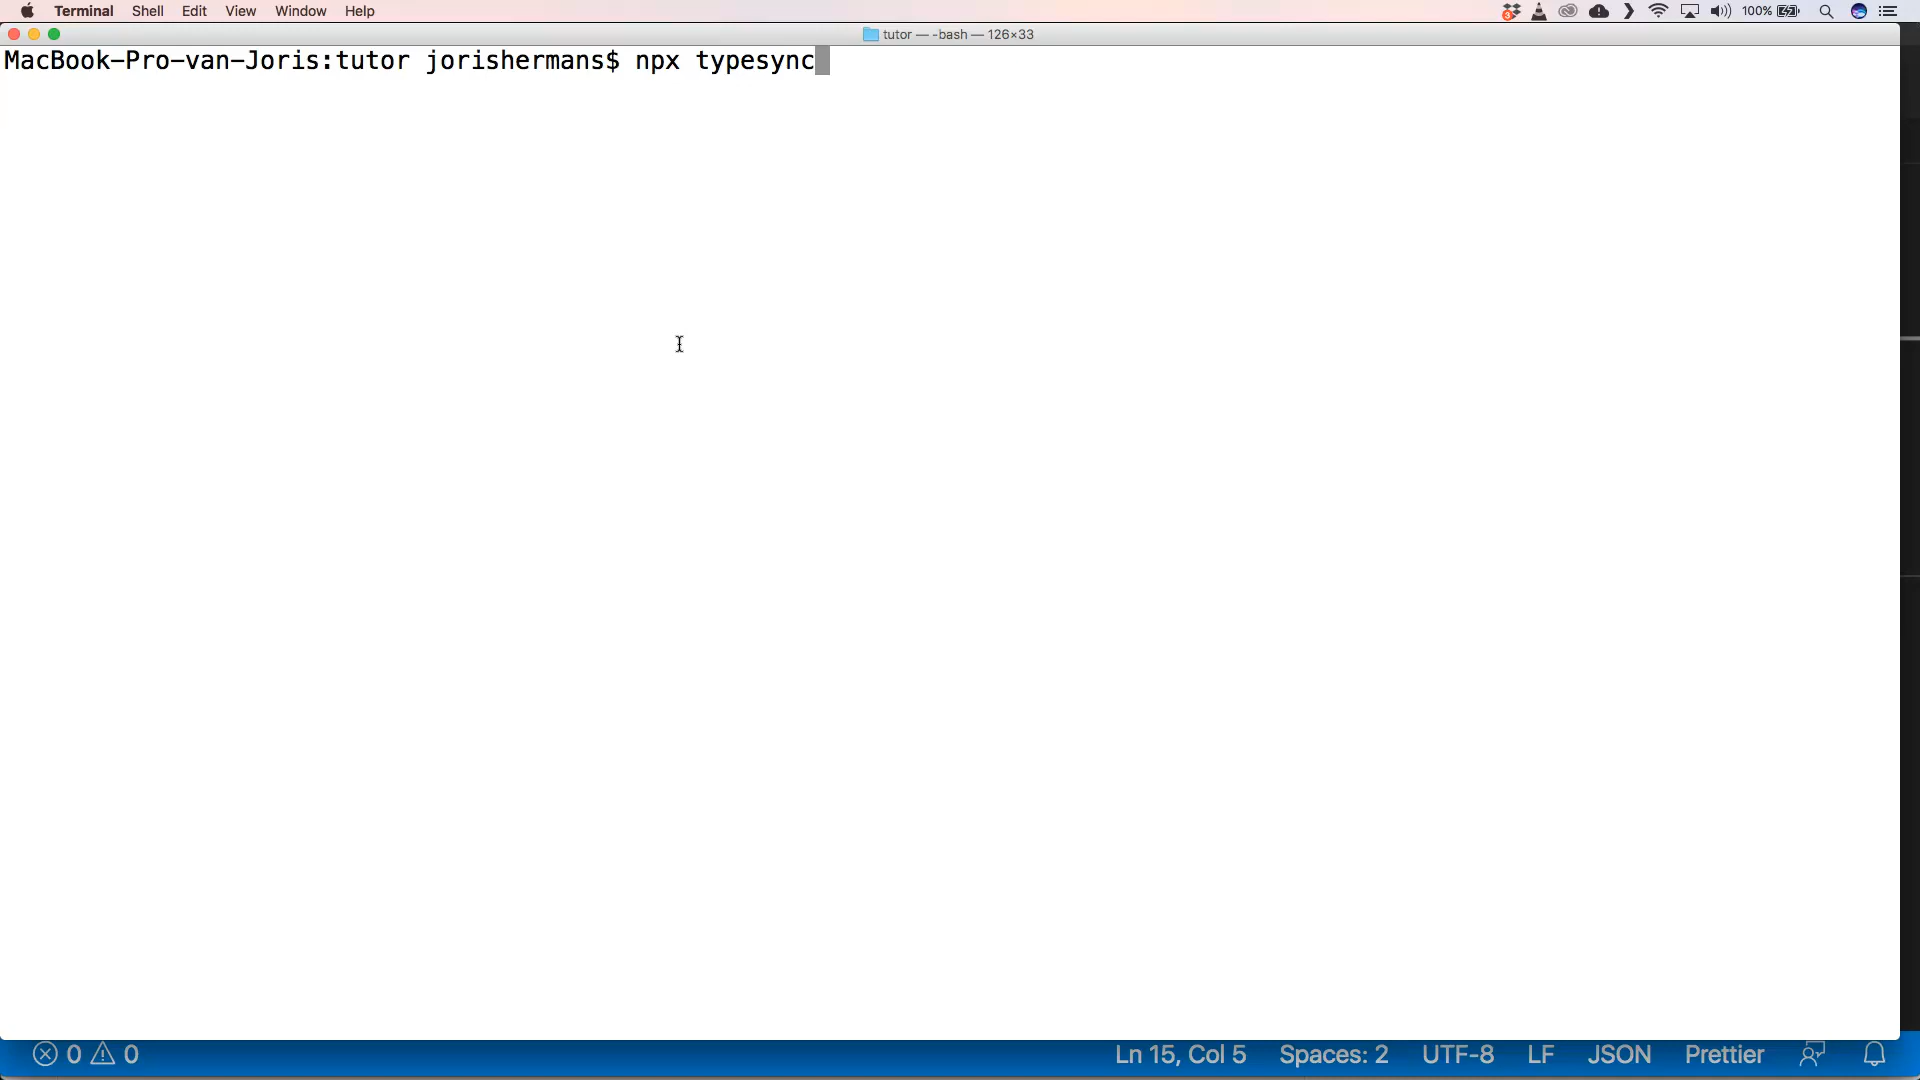 Terminal Shell Edit View Window Help 3 100%
tutor — -bash — 126×33
MacBook-Pro-van-Joris:tutor jorishermans$ npx typesync
0 0 Ln 15, Col 5 Spaces: 2 UTF-8 LF JSON Prettier